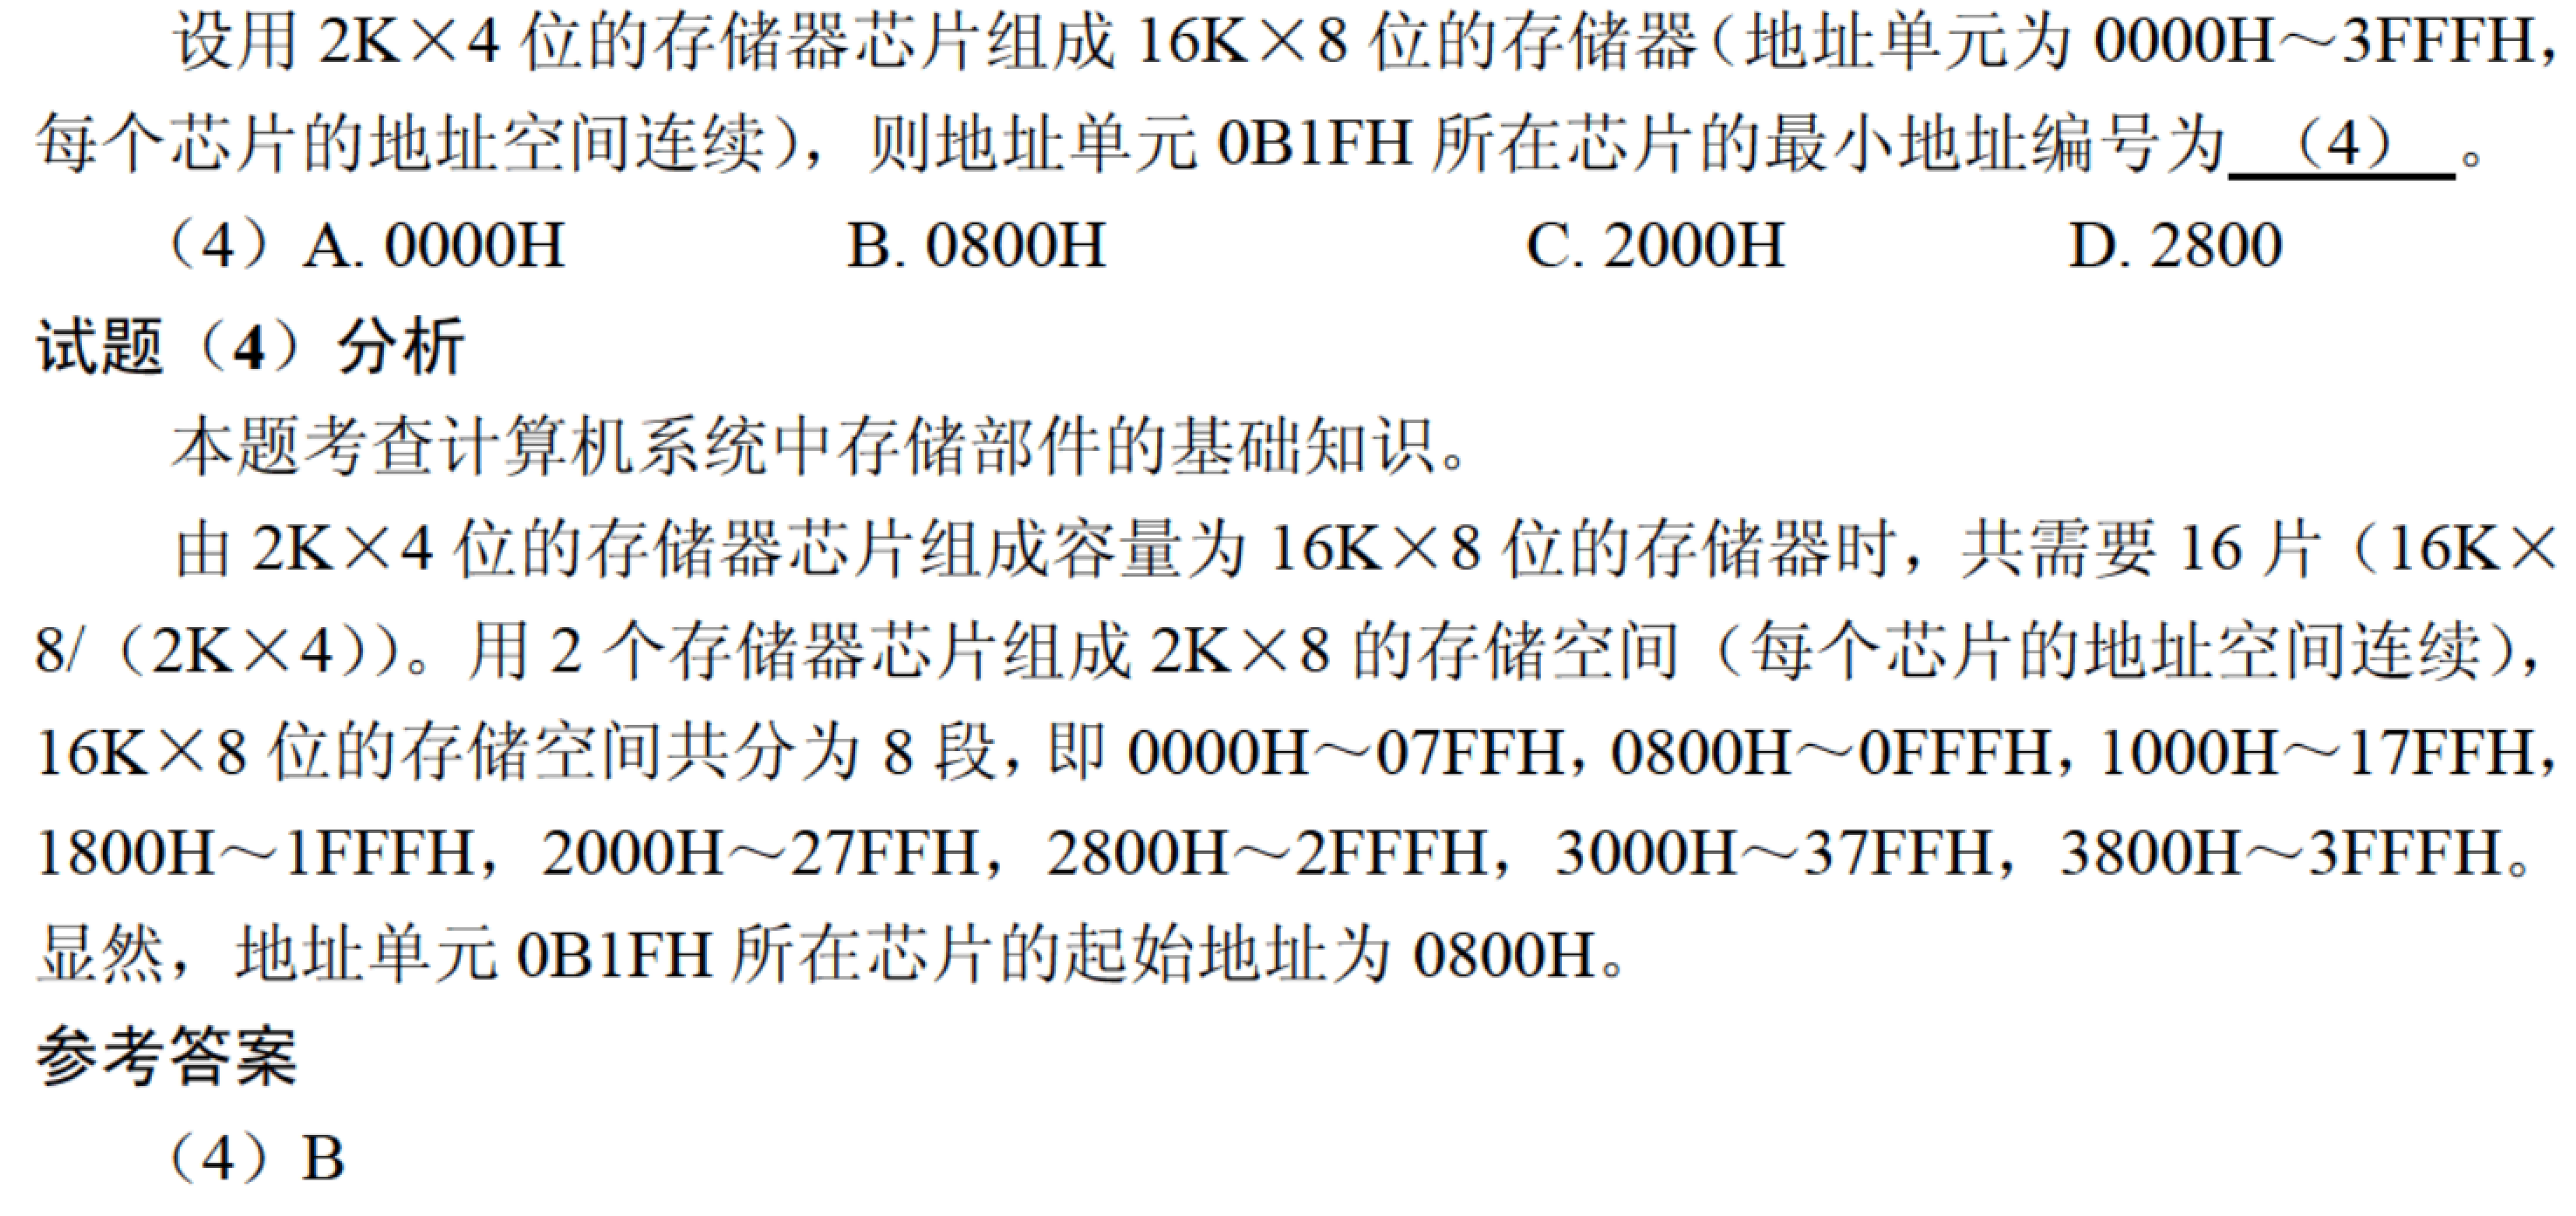 设用 2K×4 位的存储器芯片组成 16K×8 位的存储器（地址单元为 0000H～3FFFH，
每个芯片的地址空间连续），则地址单元 0B1FH 所在芯片的最小地址编号为 （4） 。
（4）A. 0000H B. 0800H C. 2000H D. 2800
试题（4）分析
本题考查计算机系统中存储部件的基础知识。
由 2K×4 位的存储器芯片组成容量为 16K×8 位的存储器时，共需要 16 片（16K×
8/（2K×4））。用 2 个存储器芯片组成 2K×8 的存储空间（每个芯片的地址空间连续），
16K×8 位的存储空间共分为 8 段，即 0000H～07FFH，0800H～0FFFH，1000H～17FFH，
1800H～1FFFH，2000H～27FFH，2800H～2FFFH，3000H～37FFH，3800H～3FFFH。
显然，地址单元 0B1FH 所在芯片的起始地址为 0800H。
参考答案
（4）B